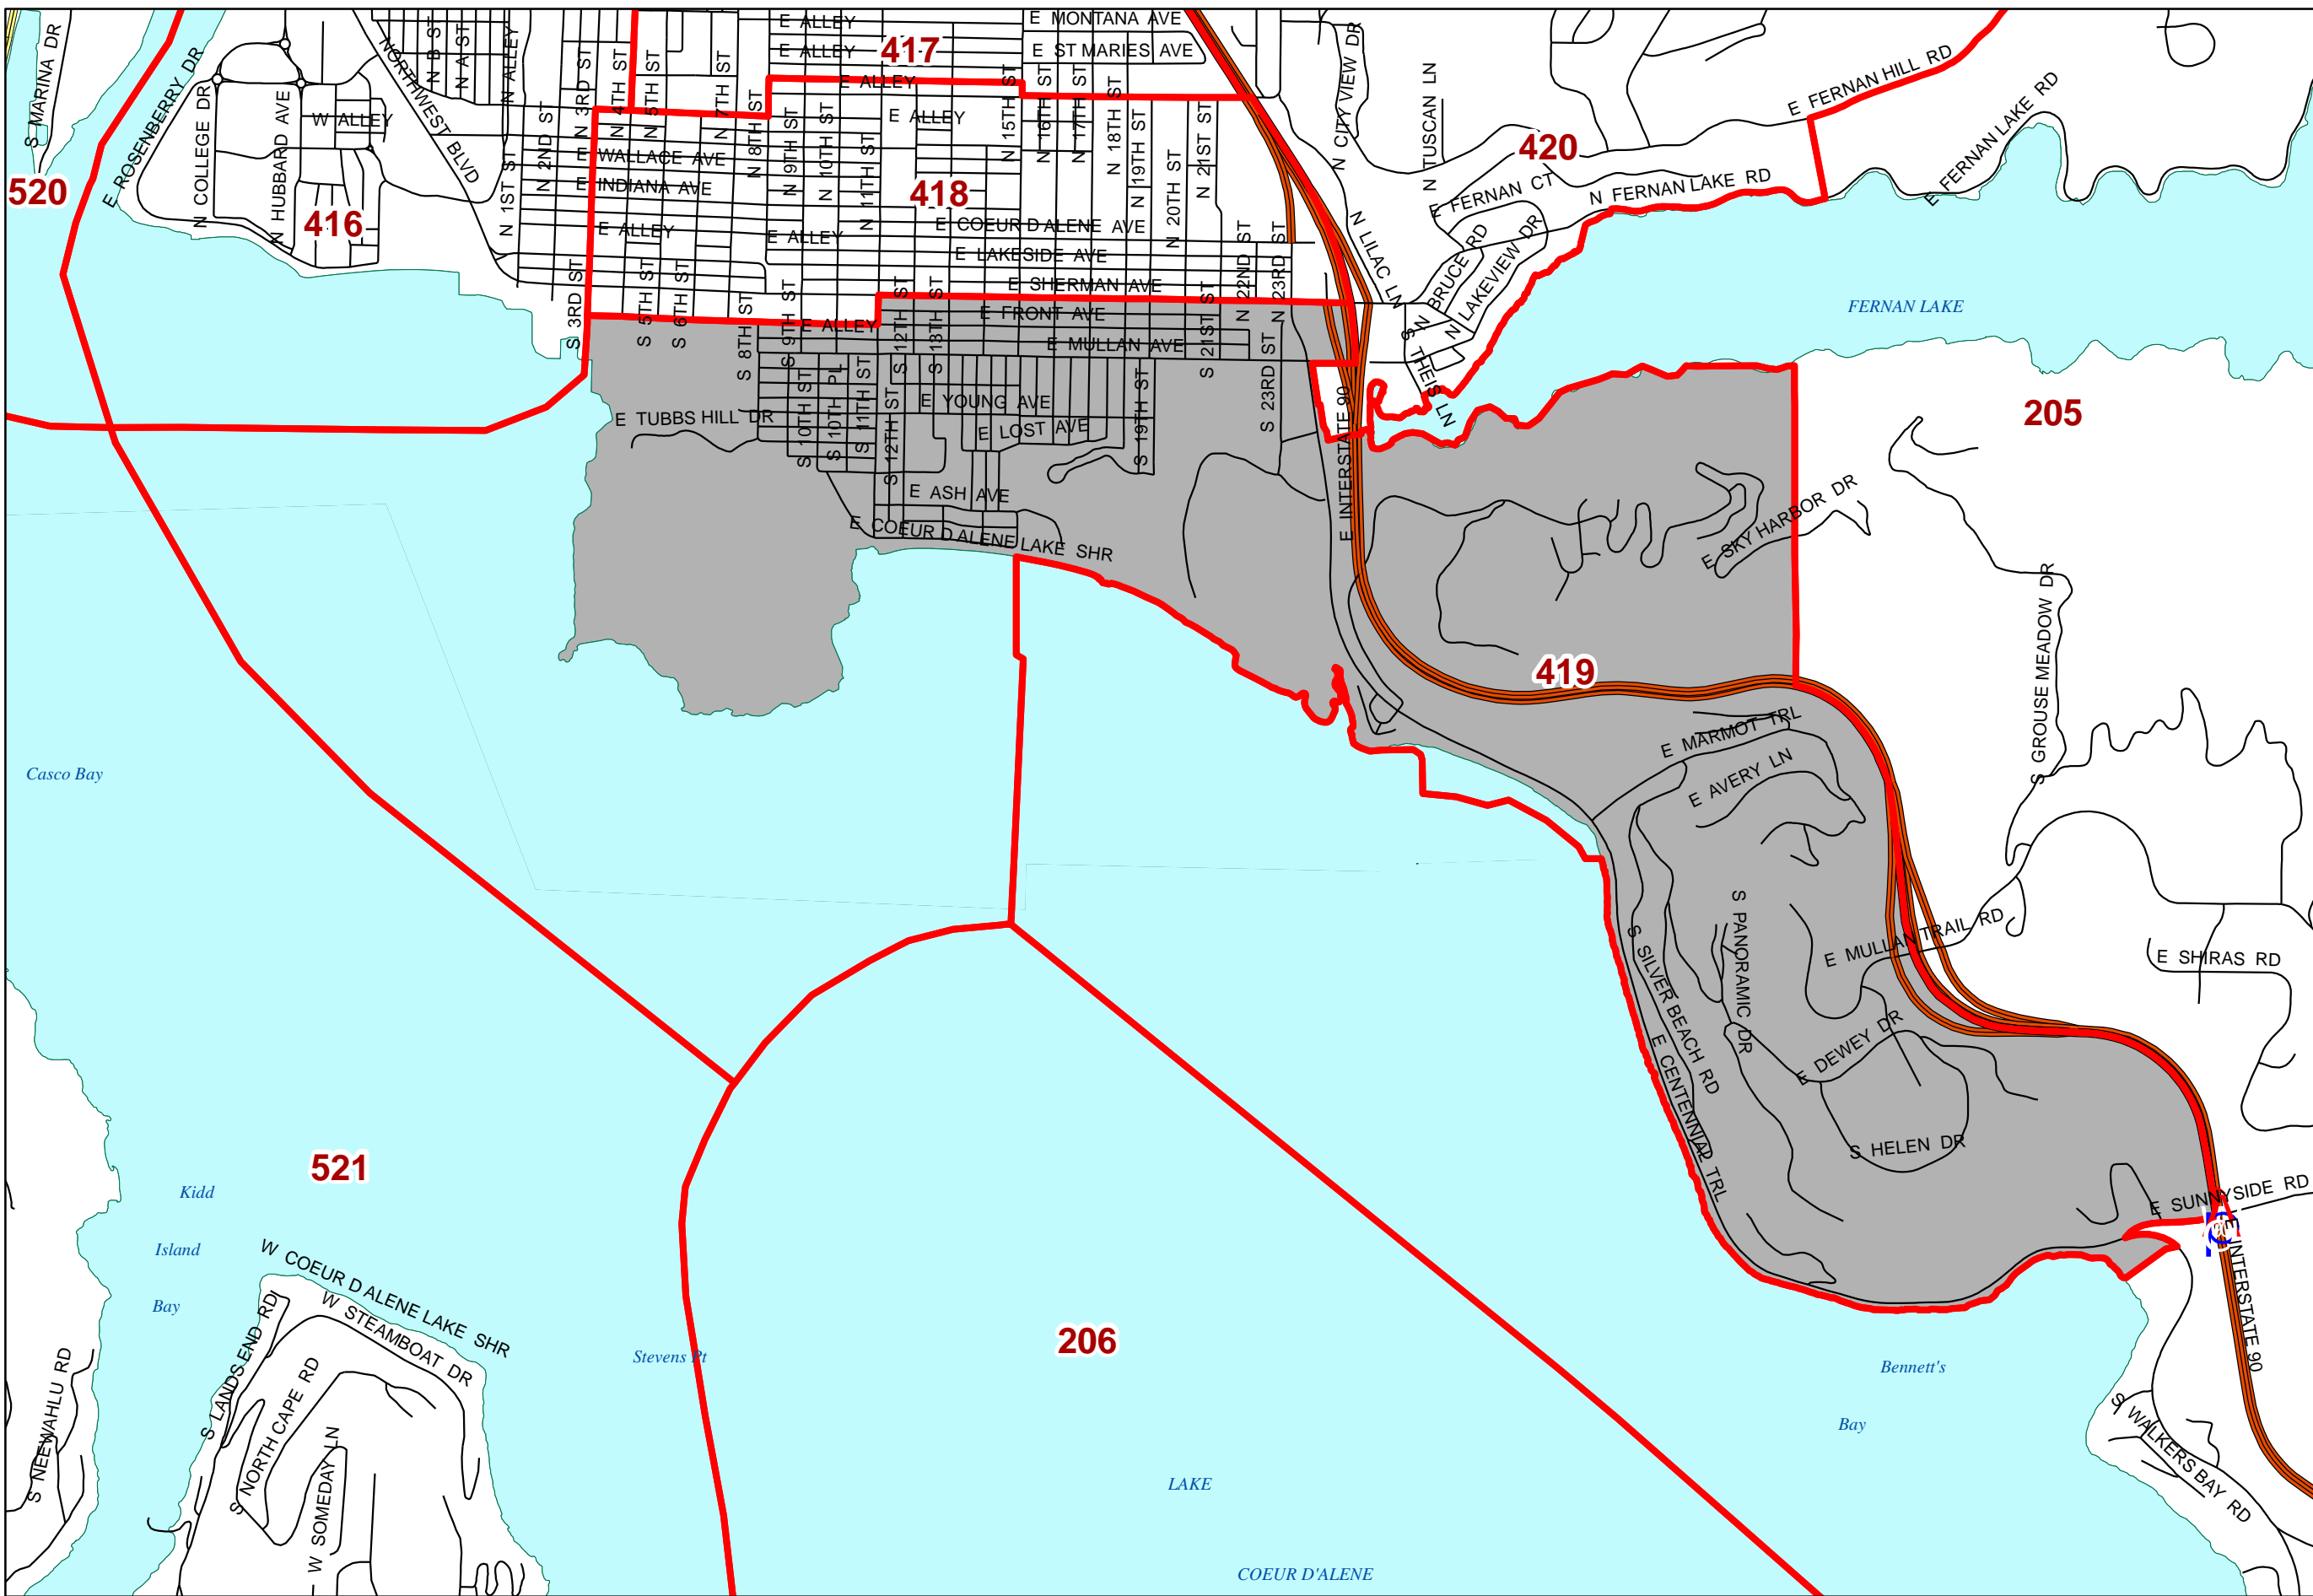 S MARINA DR
E ROSENBERRY DR
NORTHWEST BLVD
N B ST
N A ST
N ALLEY
N 3RD ST
N 4TH ST
N 5TH ST
N 7TH ST
E ALLEY
E ALLEY
417
E MONTANA AVE
E ST MARIES AVE
E ALLEY
E ALLEY
N COLLEGE DR
N HUBBARD AVE
W ALLEY
416
520
N 1ST ST
N 2ND ST
E WALLACE AVE
E INDIANA AVE
E ALLEY
N 8TH ST
N 9TH ST
N 10TH ST
N 11TH ST
418
N 15TH ST
N 16TH ST
N 17TH ST
N 18TH ST
N 19TH ST
N 20TH ST
N 21ST ST
N 22ND ST
N 23RD ST
E ALLEY
E COEUR D ALENE AVE
E LAKESIDE AVE
E SHERMAN AVE
E FRONT AVE
E MULLAN AVE
E ALLEY
N CITYVIEW DR
N TUSCAN LN
420
E FERNAN HILL RD
E FERNAN LAKE RD
N FERNAN LAKE RD
E FERNAN CT
N LILAC LN
N BRUCE RD
N LAKEVIEW DR
S THEIS LN
FERNAN LAKE
205
S 3RD ST
S 5TH ST
S 6TH ST
S 8TH ST
S 9TH ST
S 10TH ST
S 10TH PL
S 11TH ST
S 12TH ST
S 12TH ST
S 13TH ST
S 19TH ST
S 21ST ST
S 23RD ST
E TUBBS HILL DR
E YOUNG AVE
E LOST AVE
E ASH AVE
E COEUR D ALENE LAKE SHR
E INTERSTATE 90
E SKY HARBOR DR
S GROUSE MEADOW DR
419
E MARMOT TRL
E AVERY LN
S PANORAMIC DR
E MULLAN TRAIL RD
E SHIRAS RD
S SILVER BEACH RD
E CENTENNIAL TRL
E DEWEY DR
S HELEN DR
E SUNNYSIDE RD
E INTERSTATE 90
S WALKERS BAY RD
Casco Bay
521
Kidd
Island
Bay
W COEUR D ALENE LAKE SHR
W STEAMBOAT DR
S LANDS END RD
S NORTH CAPE RD
W SOMEDAY LN
S NEEWAHLU RD
Stevens Pt
206
Bennett's
Bay
LAKE
COEUR D'ALENE